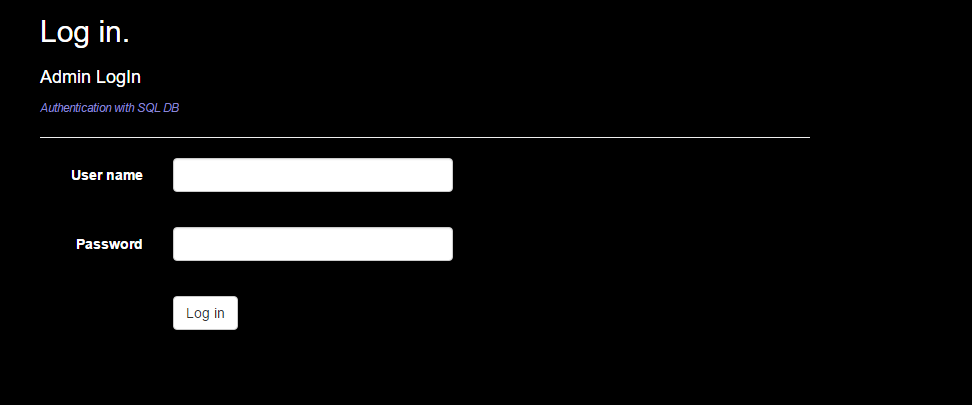 Log in.
Admin LogIn
Authentication with SQL DB
User name
Password
Log in